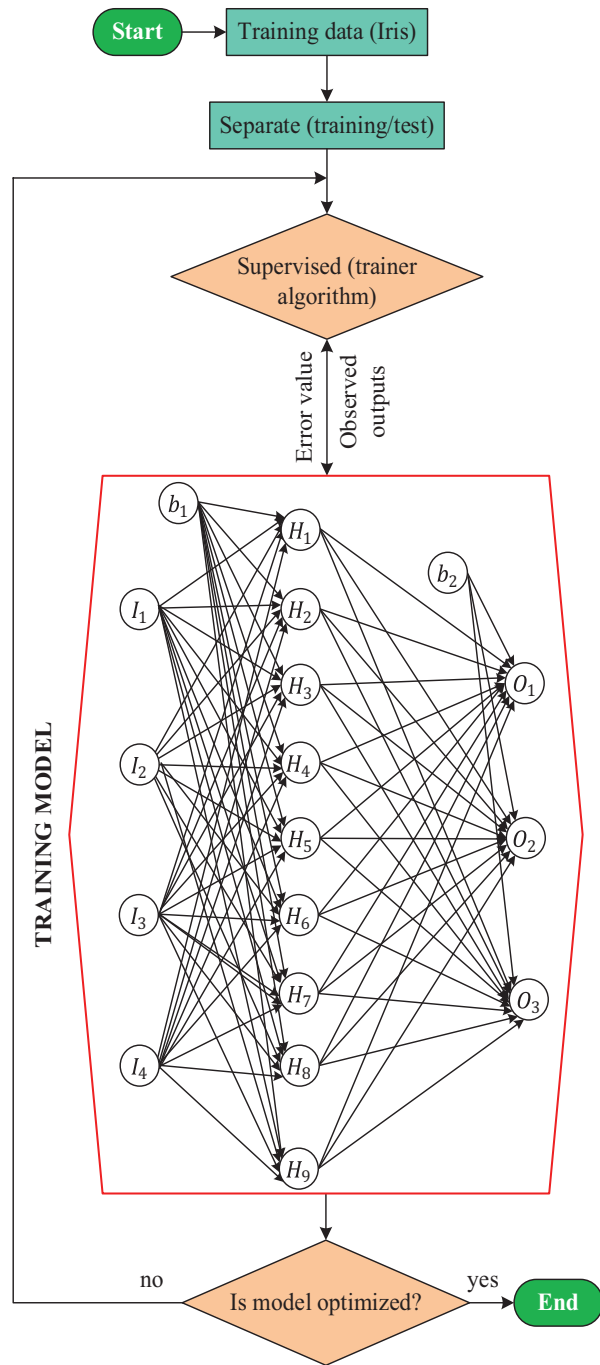 Start
Training data (Iris)
Separate (training/test)
Supervised (trainer
algorithm)
Error value
Observed
outputs
TRAINING MODEL
b₁
H₁
b₂
I₁
H₂
H₃
O₁
I₂
H₄
H₅
O₂
I₃
H₆
H₇
O₃
I₄
H₈
H₉
no
Is model optimized?
yes
End